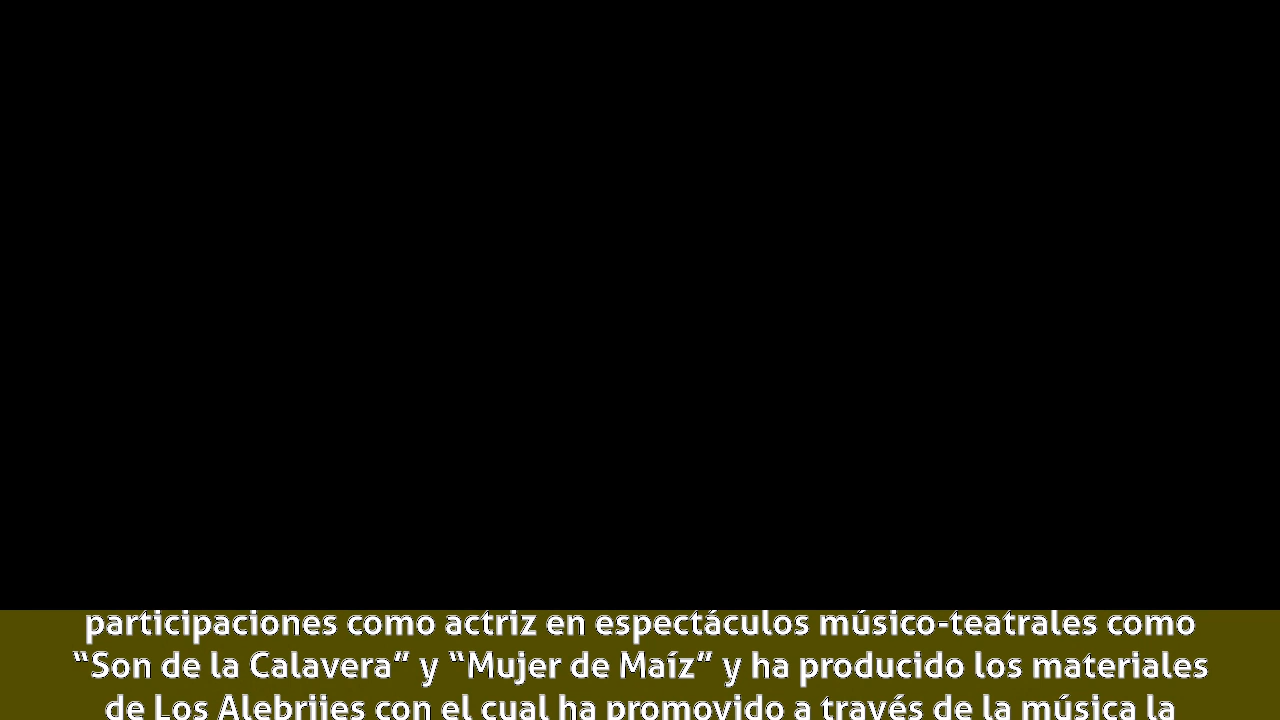 participaciones como actriz en espectáculos músico-teatrales como
“Son de la Calavera” y “Mujer de Maíz” y ha producido los materiales
de Los Alebrijes con el cual ha promovido a través de la música la